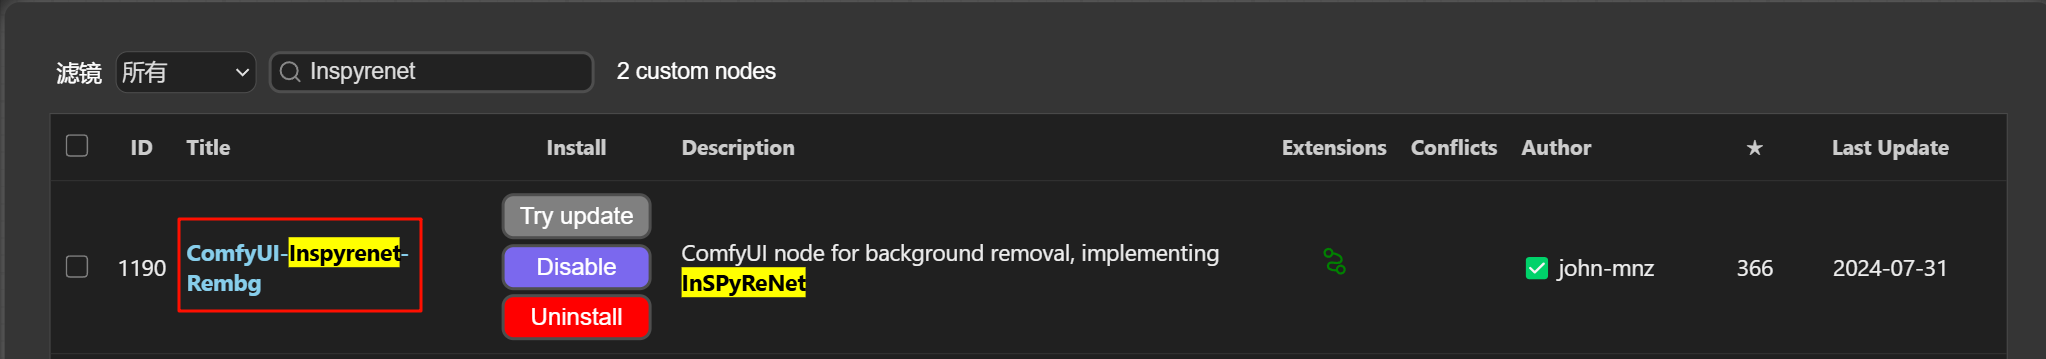 滤镜 所有 Inspyrenet 2 custom nodes
ID Title Install Description Extensions Conflicts Author ★ Last Update
1190
ComfyUI-Inspyrenet-
Rembg
Try update
Disable
Uninstall
ComfyUI node for background removal, implementing
InSPyReNet
john-mnz
366
2024-07-31